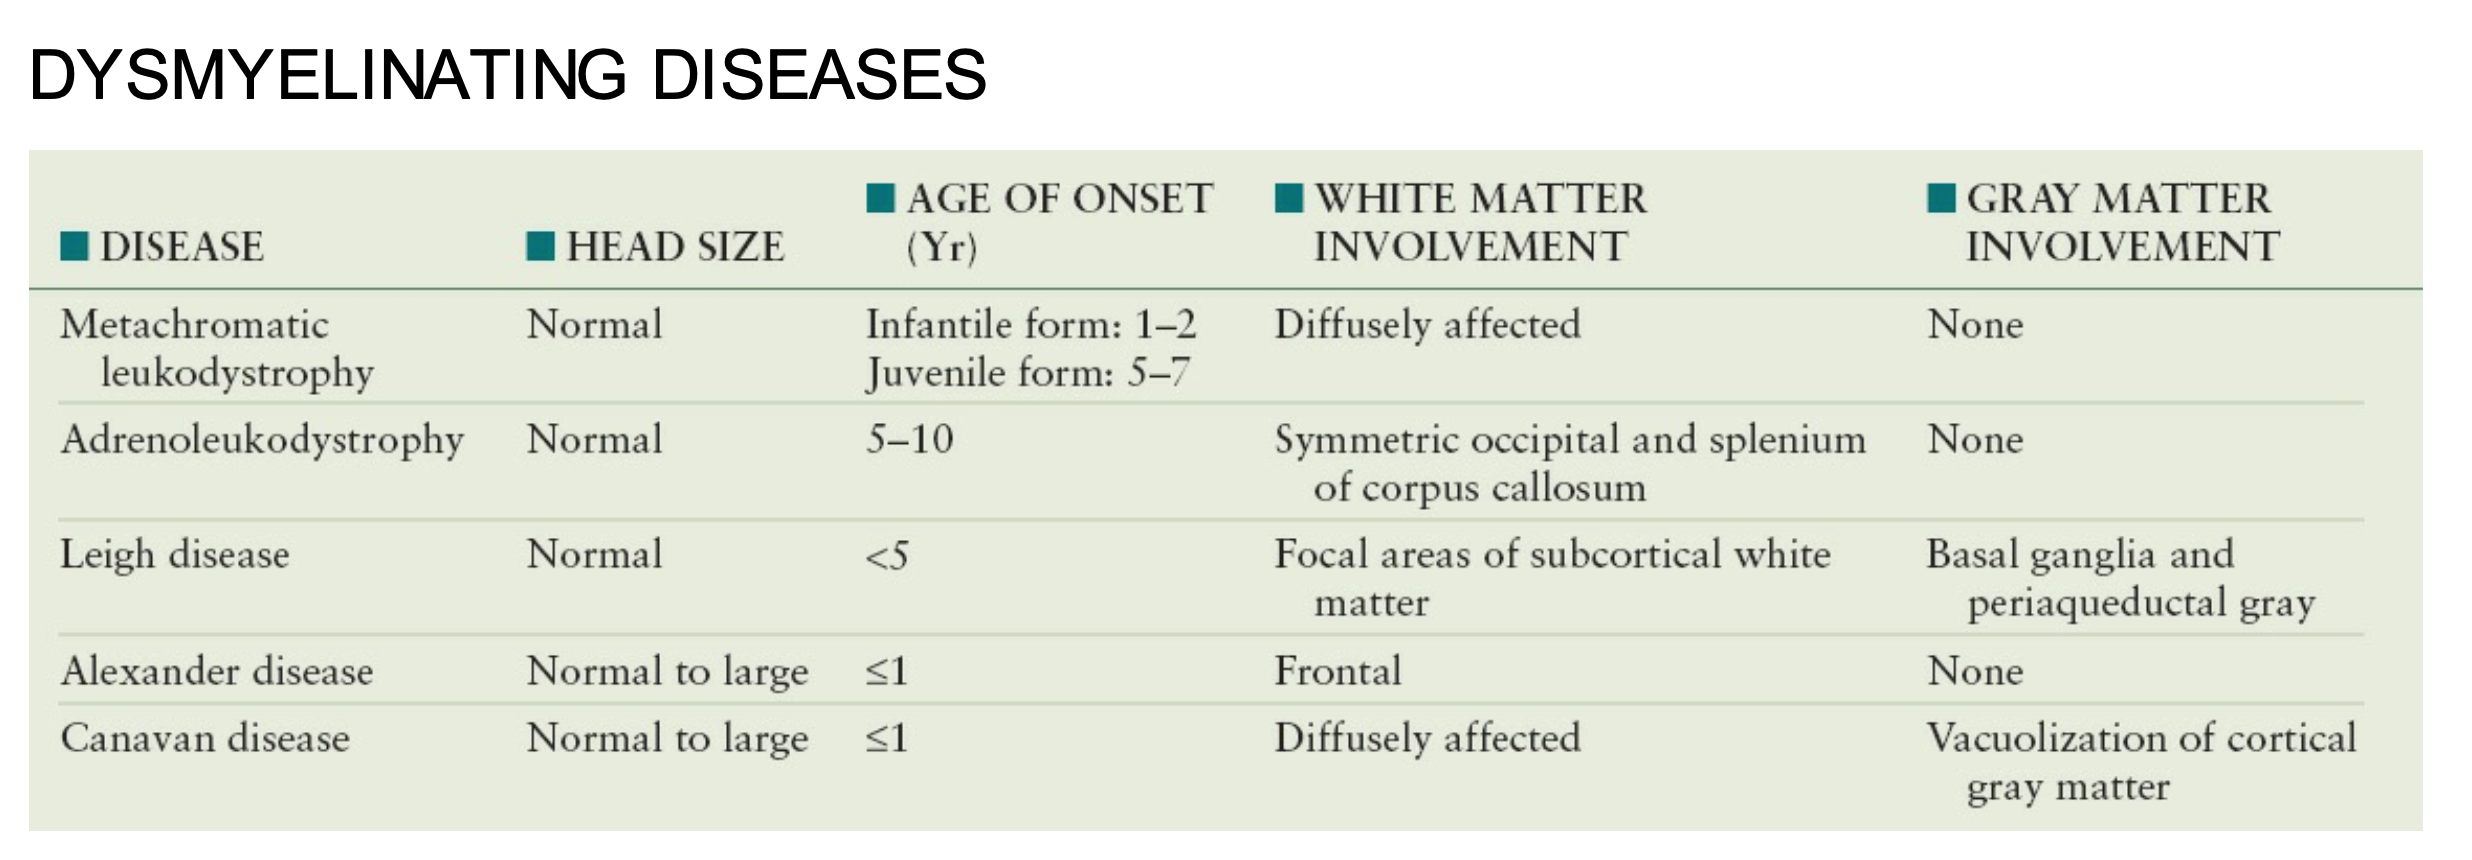 DYSMYELINATING DISEASES
■ DISEASE ■ HEAD SIZE ■ AGE OF ONSET (Yr) ■ WHITE MATTER INVOLVEMENT ■ GRAY MATTER INVOLVEMENT
Metachromatic Normal Infantile form: 1–2 Diffusely affected None
leukodystrophy Juvenile form: 5–7
Adrenoleukodystrophy Normal 5–10 Symmetric occipital and splenium None
of corpus callosum
Leigh disease Normal <5 Focal areas of subcortical white Basal ganglia and
matter periaqueductal gray
Alexander disease Normal to large ≤1 Frontal None
Canavan disease Normal to large ≤1 Diffusely affected Vacuolization of cortical
gray matter